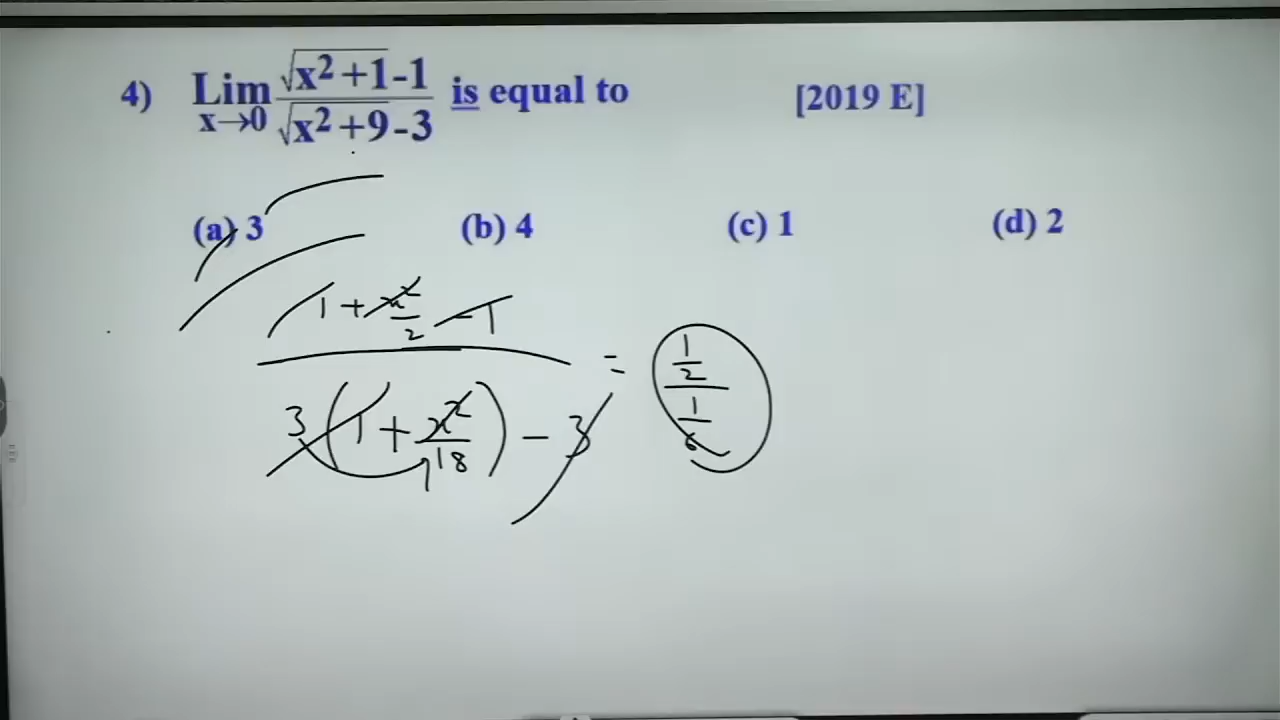 4) Lim x→0 √x²+1-1 / √x²+9-3 is equal to [2019 E]
(a) 3 (b) 4 (c) 1 (d) 2
1 + x²/2 - 1
3 (1 + x²/18) - 3
= 1/2 / 1/6